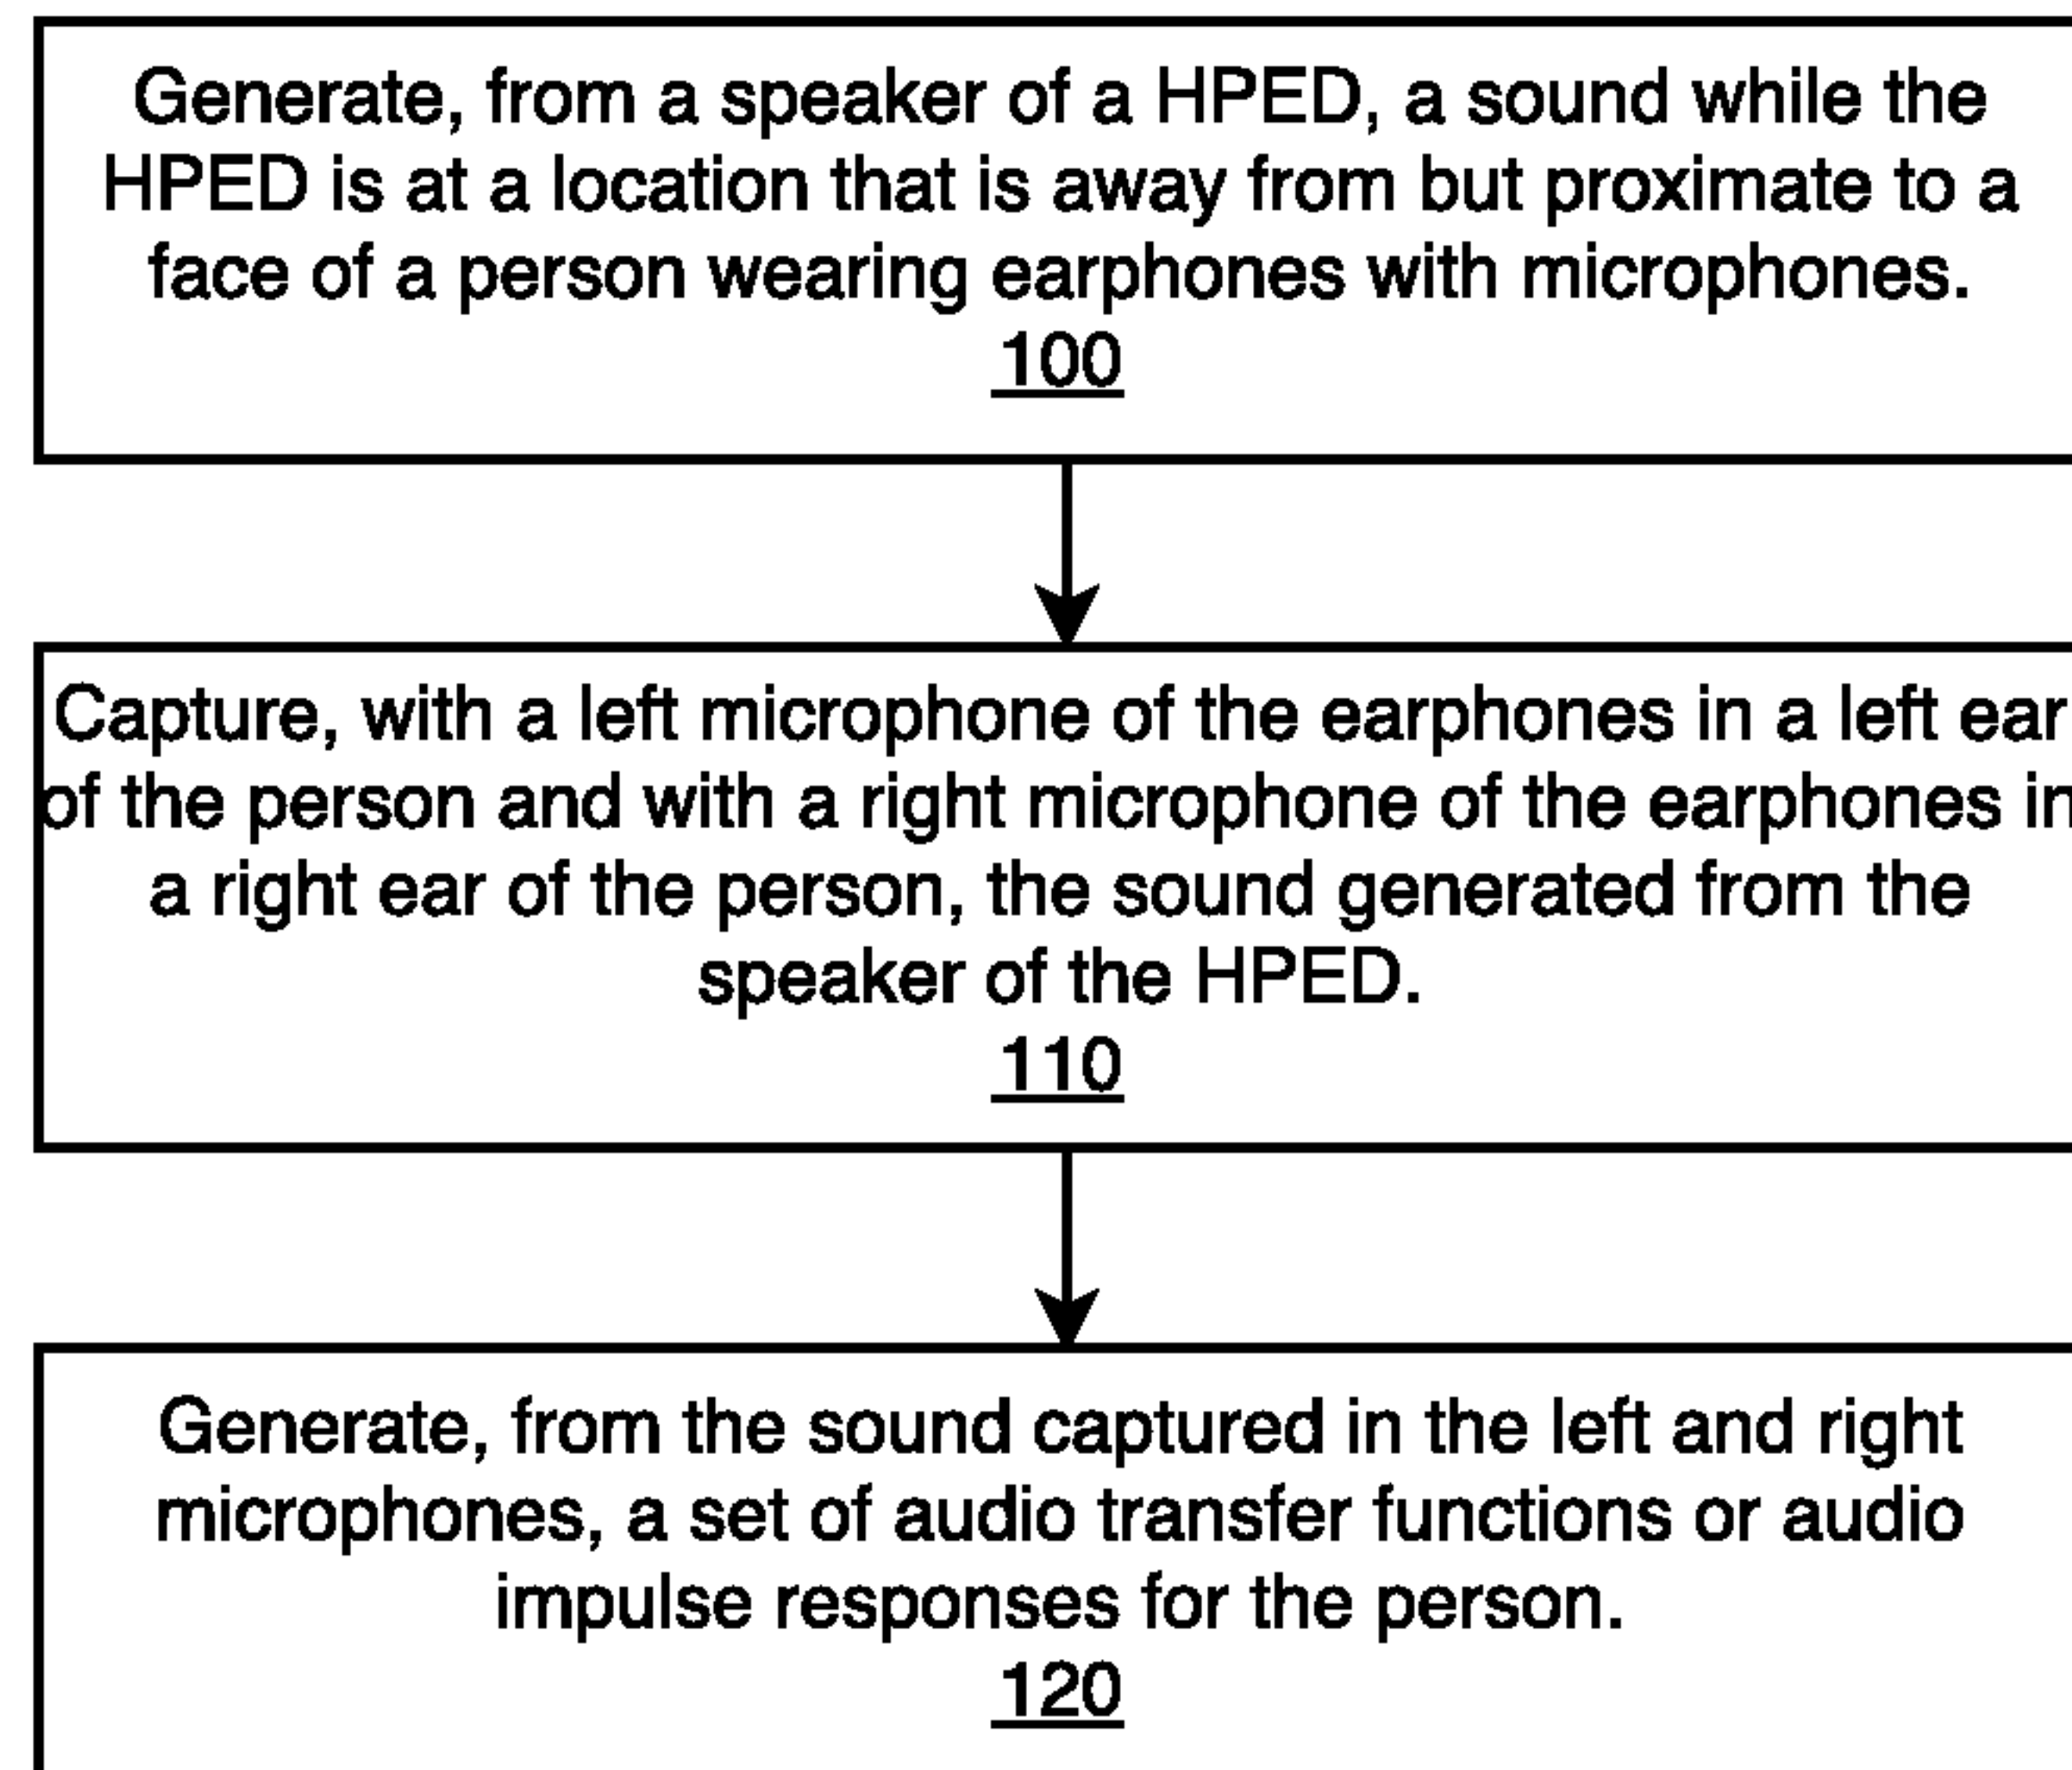 Generate, from a speaker of a HPED, a sound while the
HPED is at a location that is away from but proximate to a
face of a person wearing earphones with microphones.
100
Capture, with a left microphone of the earphones in a left ear
of the person and with a right microphone of the earphones in
a right ear of the person, the sound generated from the
speaker of the HPED.
110
Generate, from the sound captured in the left and right
microphones, a set of audio transfer functions or audio
impulse responses for the person.
120